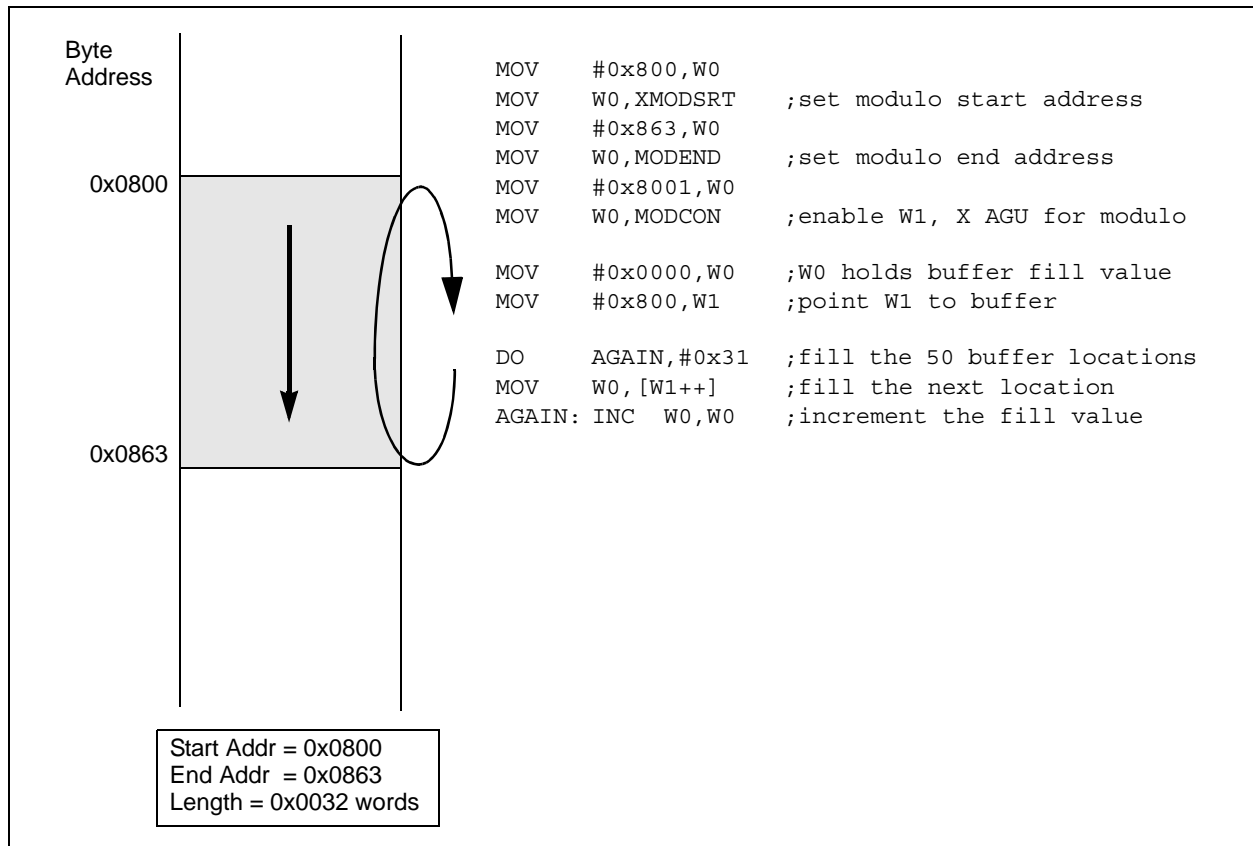 Byte
Address
0x0800
0x0863
MOV #0x800,W0
MOV W0,XMODSRT ;set modulo start address
MOV #0x863,W0
MOV W0,MODEND ;set modulo end address
MOV #0x8001,W0
MOV W0,MODCON ;enable W1, X AGU for modulo
MOV #0x0000,W0 ;W0 holds buffer fill value
MOV #0x800,W1 ;point W1 to buffer
DO AGAIN,#0x31 ;fill the 50 buffer locations
MOV W0,[W1++] ;fill the next location
AGAIN: INC W0,W0 ;increment the fill value
Start Addr = 0x0800
End Addr = 0x0863
Length = 0x0032 words